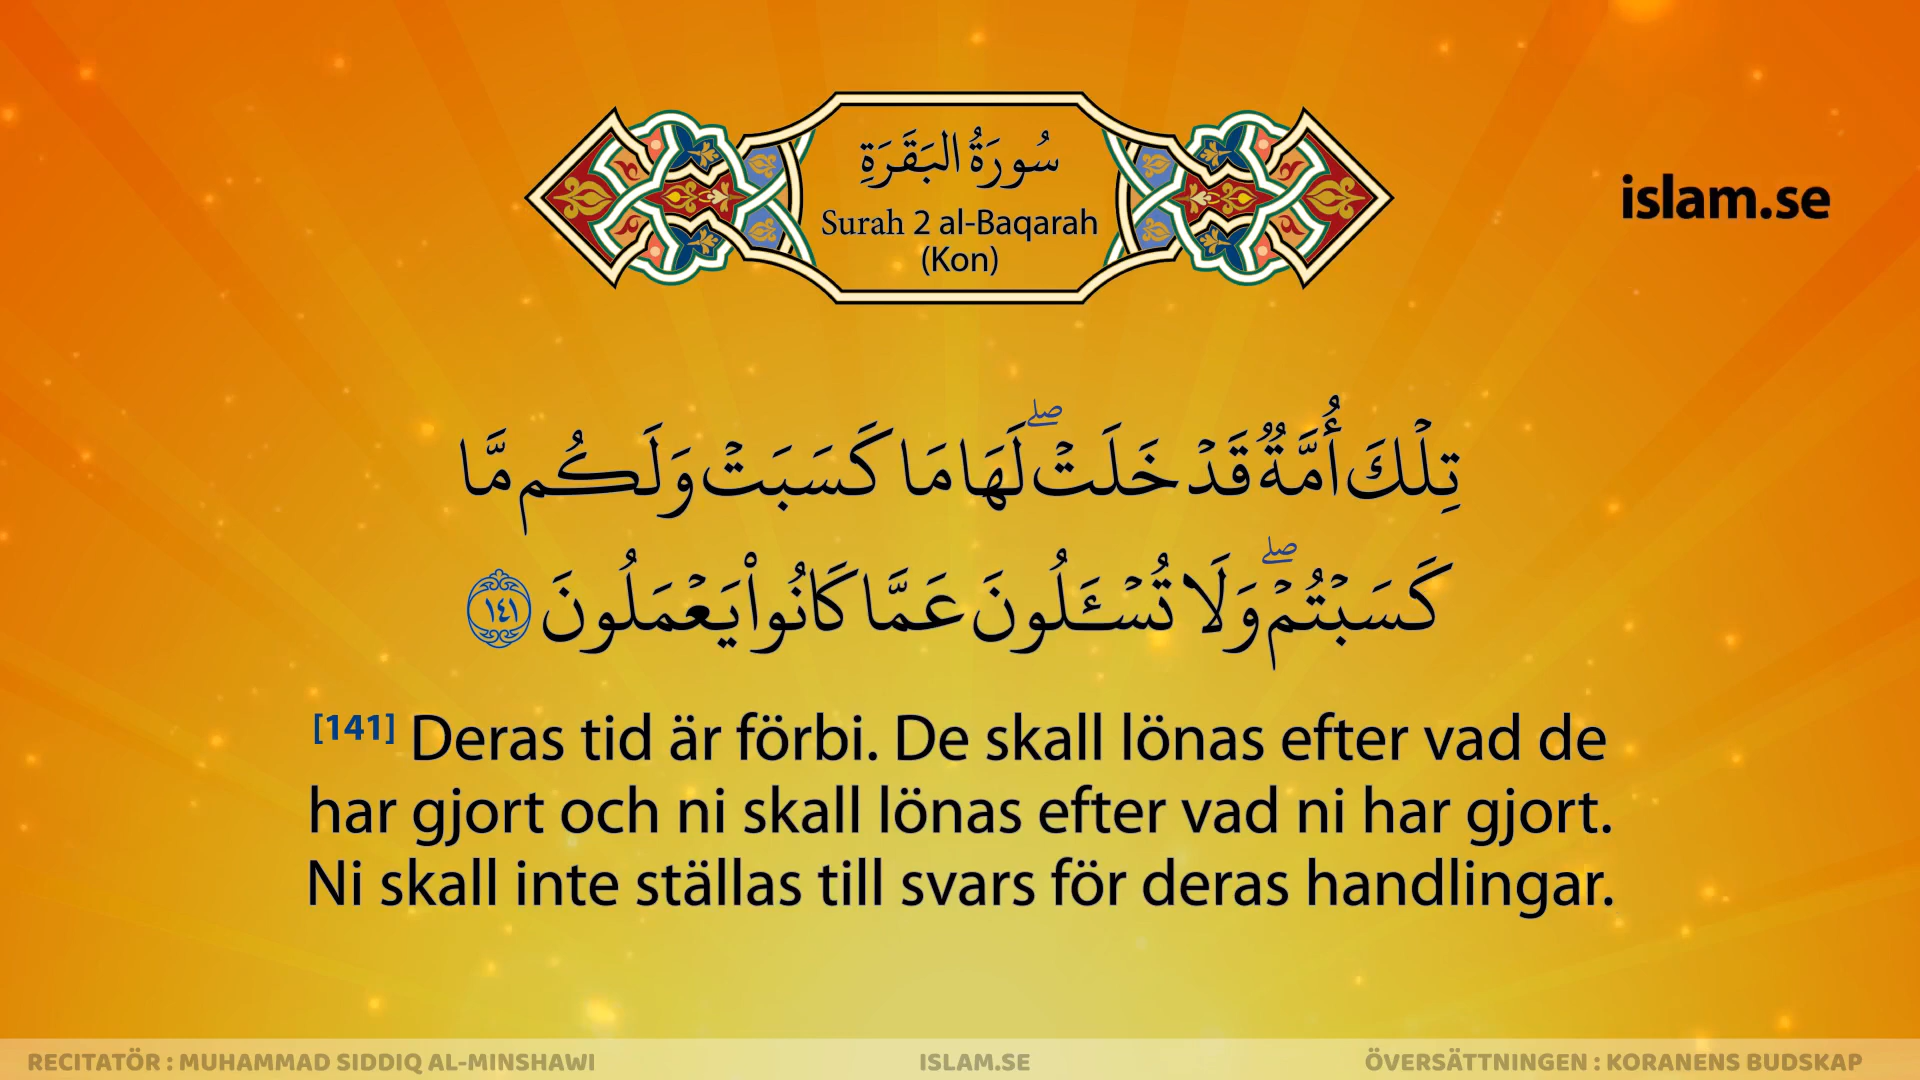 سُورَةُ البَقَرَةِ
Surah 2 al-Baqarah
(Kon)
islam.se
تِلۡكَ أُمَّةٞ قَدۡ خَلَتۡۖ لَهَا مَا كَسَبَتۡ وَلَكُم مَّا
كَسَبۡتُمۡۖ وَلَا تُسۡـَٔلُونَ عَمَّا كَانُواْ يَعۡمَلُونَ ١٤١
[141] Deras tid är förbi. De skall lönas efter vad de
har gjort och ni skall lönas efter vad ni har gjort.
Ni skall inte ställas till svars för deras handlingar.
RECITATÖR : MUHAMMAD SIDDIQ AL-MINSHAWI
ISLAM.SE
ÖVERSÄTTNINGEN : KORANENS BUDSKAP